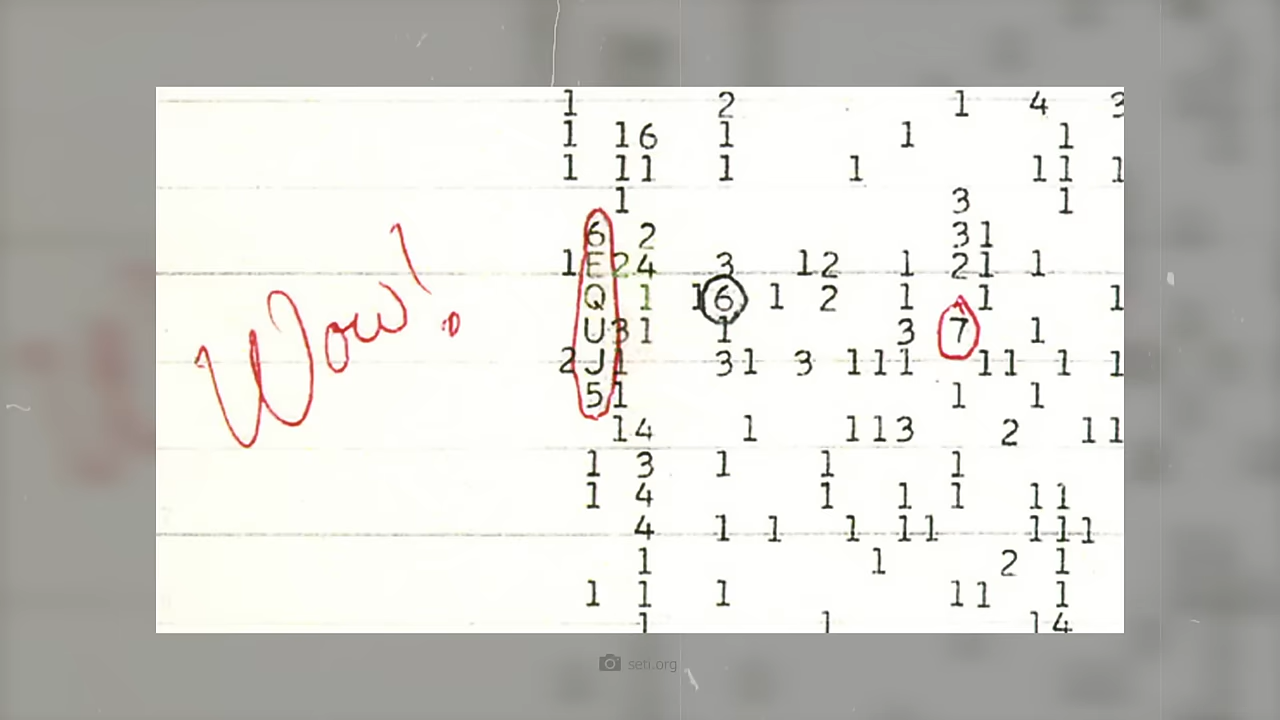 Wow!
1 2 1 4 3
1 16 1 1 1
1 11 1 1 11 1
1 3 1
6 2 31
1E24 3 12 1 21 1
Q 1 16 1 2 1 1 1
U31 1 3 7 1
2J1 31 3 111 11 1 1
51 1 1
14 1 113 2 11
1 3 1 1 1
1 4 1 1 1 11
4 1 1 1 11 111
1 1 2 1
1 1 1 11 1
1 1 14
seti.org